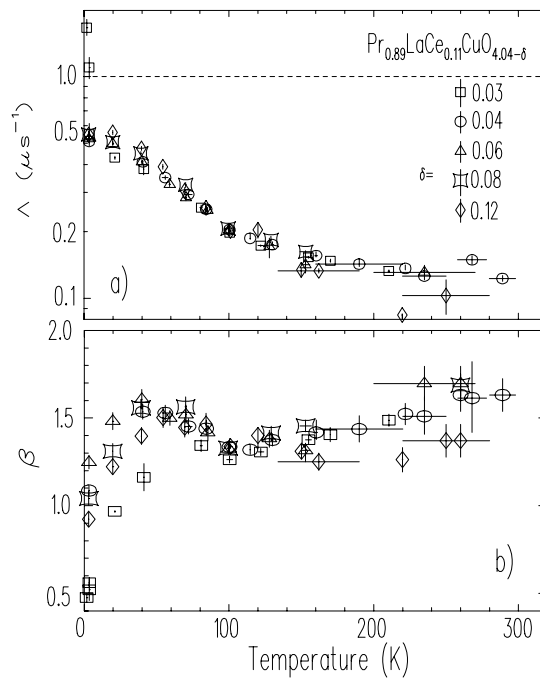 Pr0.89LaCe0.11CuO4.04-δ
1.0
0.5
0.2
0.1
Λ (μs⁻¹)
δ=
0.03
0.04
0.06
0.08
0.12
a)
2.0
1.5
1.0
0.5
β
b)
0 100 200 300
Temperature (K)